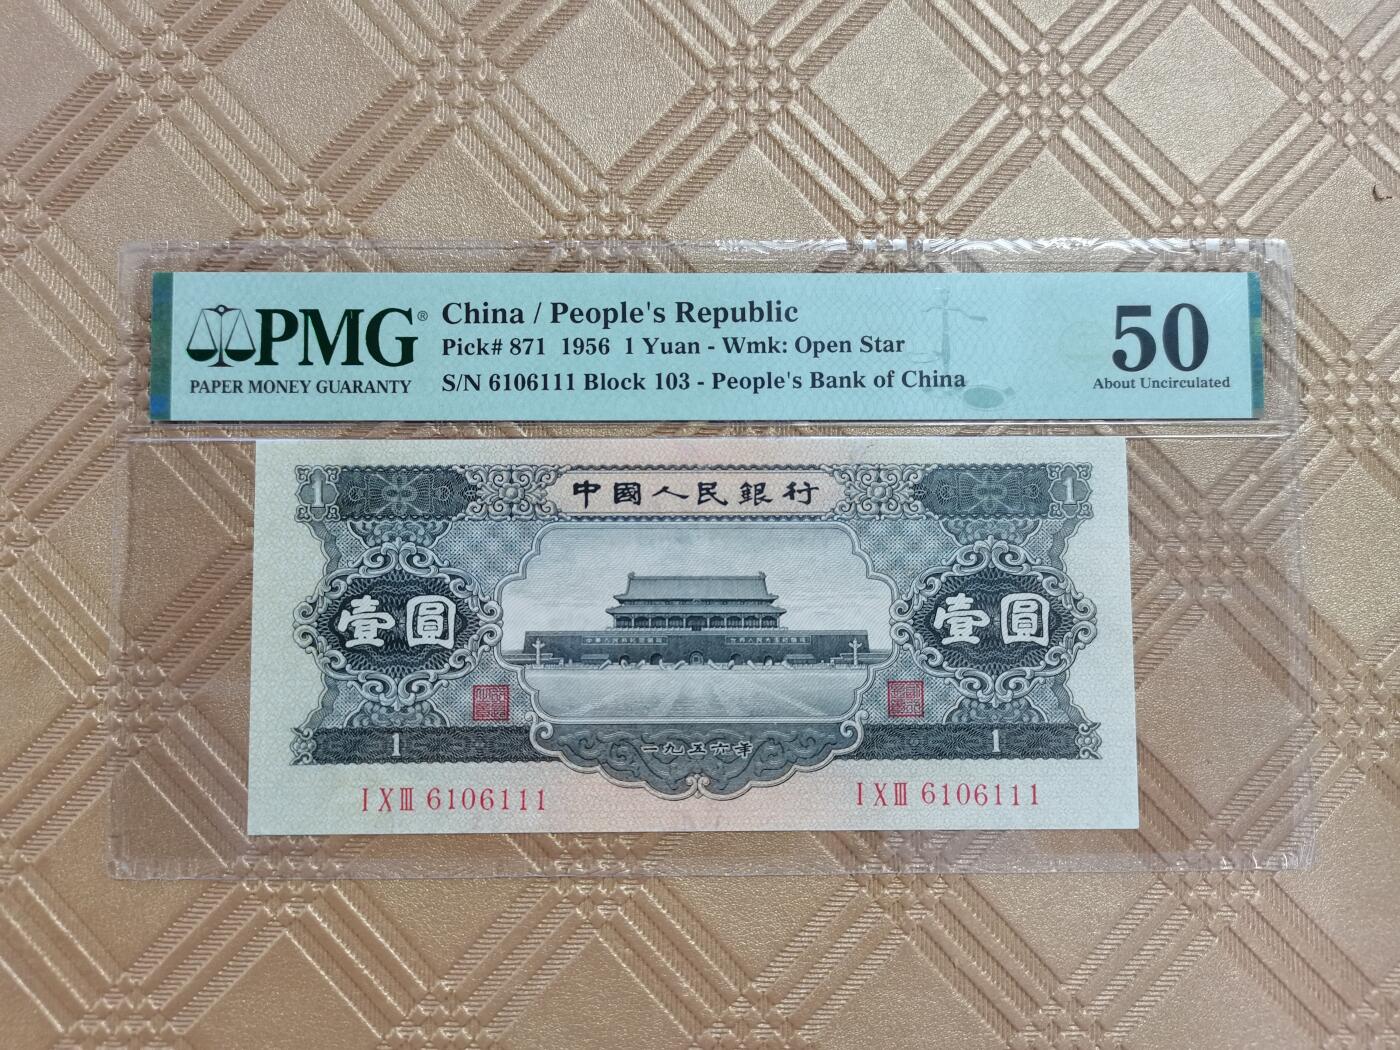 PMG®
PAPER MONEY GUARANTY
China / People's Republic
Pick# 871 1956 1 Yuan - Wmk: Open Star
S/N 6106111 Block 103 - People's Bank of China
50
About Uncirculated
1
中國人民銀行
1
壹圓
壹圓
1
一九五六年
1
I X III 6106111
I X III 6106111